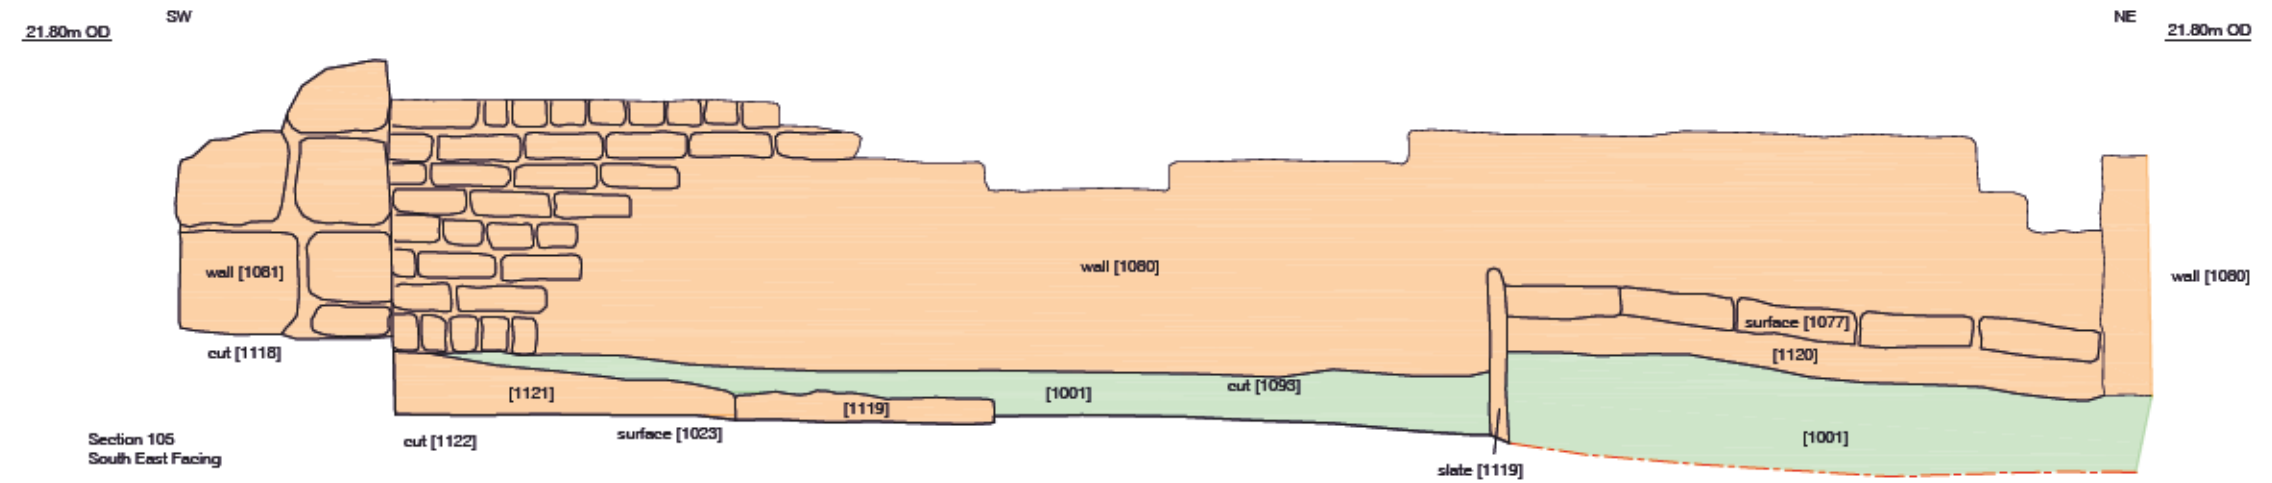 SW
NE
21.80m OD
21.80m OD
wall [1081]
wall [1080]
wall [1080]
surface [1077]
cut [1118]
[1120]
cut [1093]
[1121]
[1001]
[1119]
cut [1122]
surface [1023]
[1001]
slate [1119]
Section 105
South East Facing